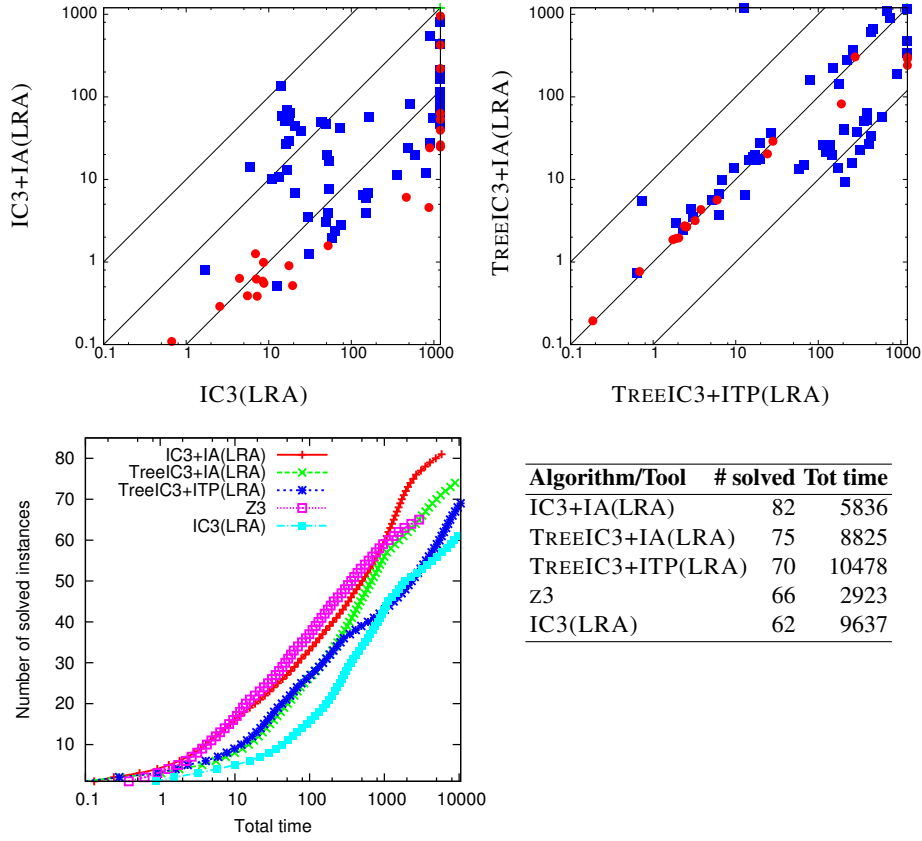 1000
100
10
1
0.1
IC3+IA(LRA)
0.1 1 10 100 1000
IC3(LRA)
1000
100
10
1
0.1
TREEIC3+IA(LRA)
0.1 1 10 100 1000
TREEIC3+ITP(LRA)
80
70
60
50
40
30
20
10
Number of solved instances
IC3+IA(LRA)
TreeIC3+IA(LRA)
TreeIC3+ITP(LRA)
Z3
IC3(LRA)
0.1 1 10 100 1000 10000
Total time
Algorithm/Tool # solved Tot time
IC3+IA(LRA) 82 5836
TREEIC3+IA(LRA) 75 8825
TREEIC3+ITP(LRA) 70 10478
Z3 66 2923
IC3(LRA) 62 9637